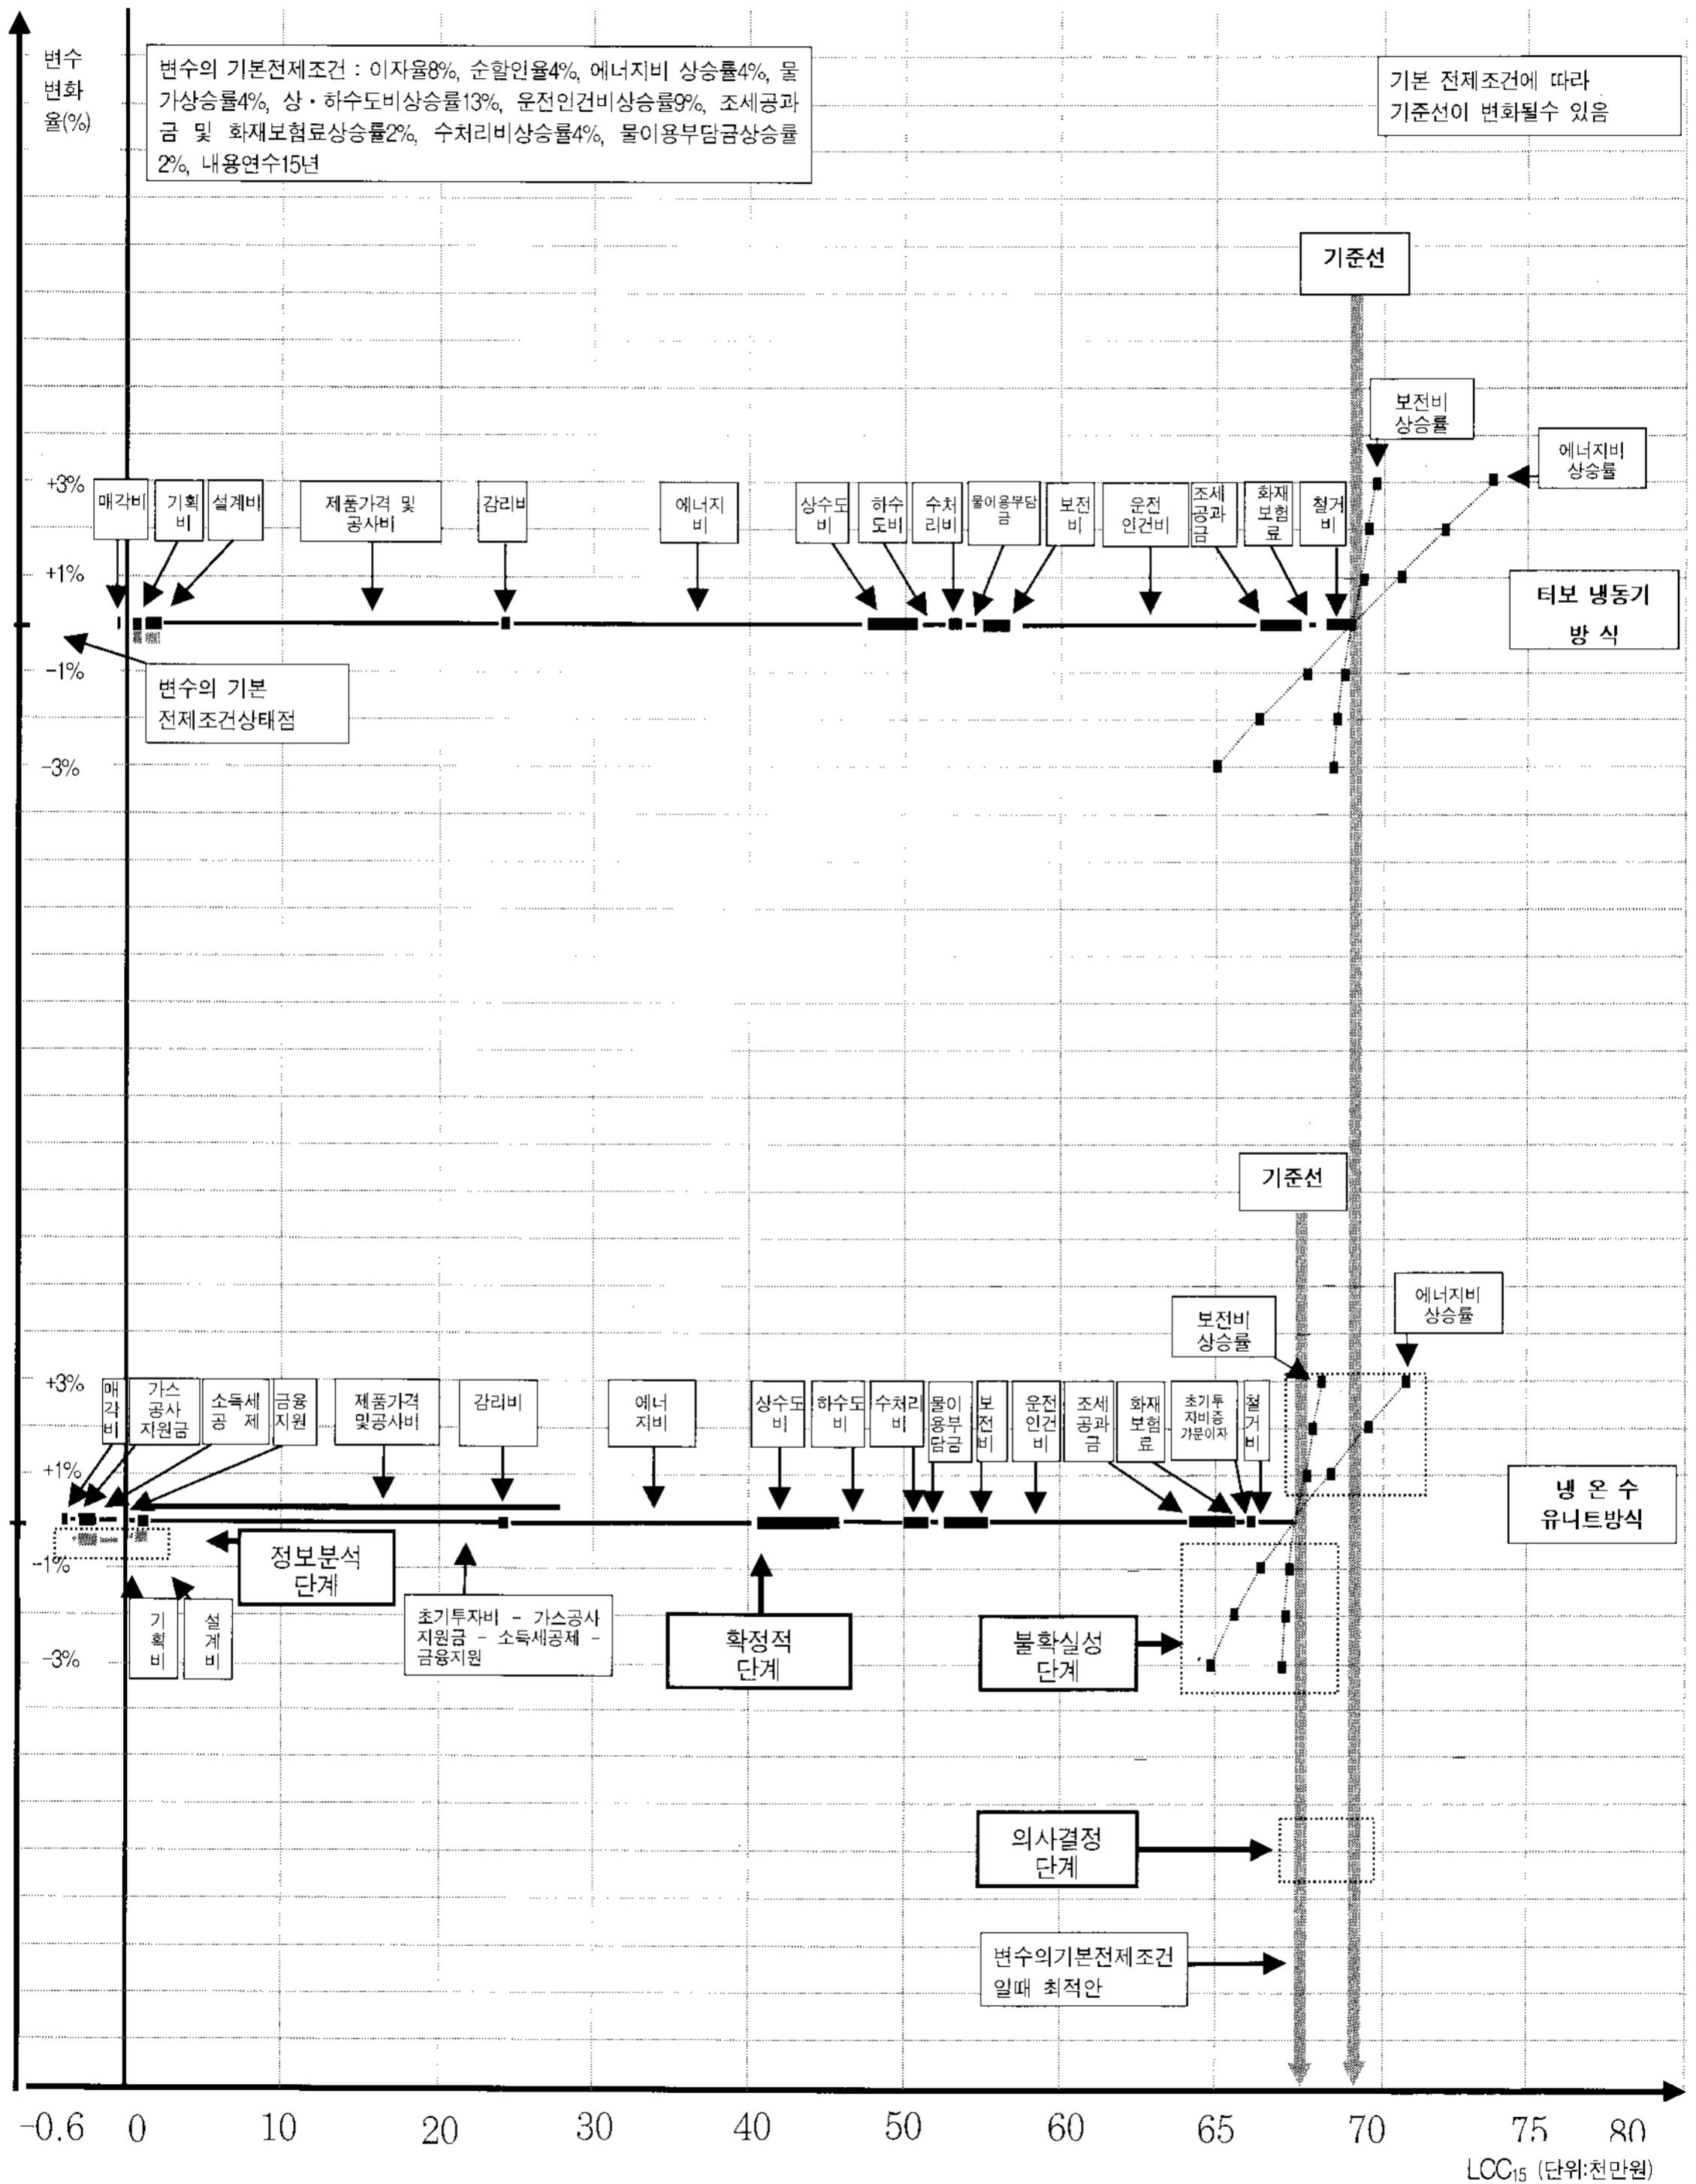 변수
변화
율(%)
변수의 기본전제조건 : 이자율8%, 순할인율4%, 에너지비 상승률4%, 물
가상승률4%, 상·하수도비상승률13%, 운전인건비상승률9%, 조세공과
금 및 화재보험료상승률2%, 수처리비상승률4%, 물이용부담금상승률
2%, 내용연수15년
기본 전제조건에 따라
기준선이 변화될수 있음
기준선
보전비
상승률
에너지비
상승률
+3%
매각비
기획
비
설계비
제품가격 및
공사비
감리비
에너지
비
상수도
비
하수
도비
수처
리비
물이용부담
금
보전
비
운전
인건비
조세
공과
금
화재
보험
료
철거
비
+1%
터보 냉동기
방 식
-1%
변수의 기본
전제조건상태점
-3%
기준선
보전비
상승률
에너지비
상승률
+3%
매
각
비
가스
공사
지원금
소득세
공 제
금융
지원
제품가격
및공사비
감리비
에너
지비
상수도
비
하수도
비
수처리
비
물이
용부
담금
보
전
비
운전
인건
비
조세
공과
금
화재
보험
료
초기투
자비증
가분이자
철
거
비
+1%
냉 온 수
유니트방식
-1%
정보분석
단계
기
획
비
설
계
비
초기투자비 - 가스공사
지원금 - 소득세공제 -
금융지원
확정적
단계
불확실성
단계
-3%
의사결정
단계
변수의기본전제조건
일때 최적안
-0.6 0 10 20 30 40 50 60 65 70 75 80
LCC₁₅ (단위:천만원)